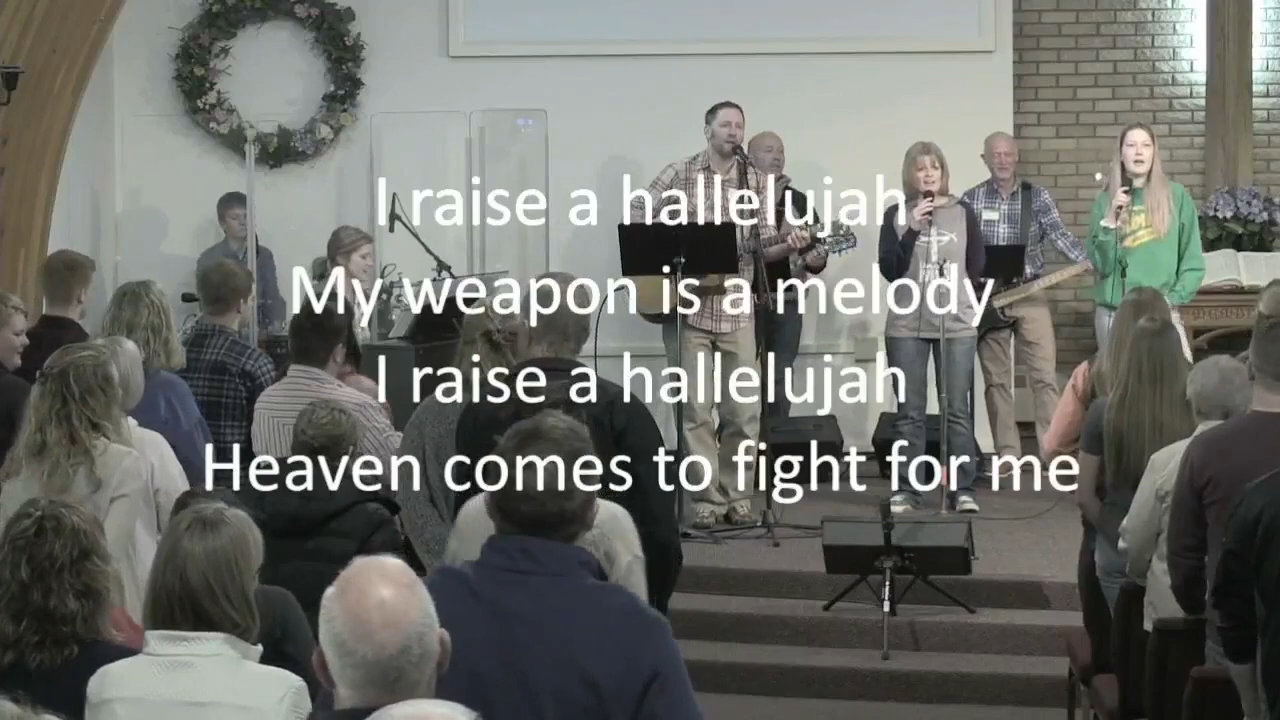 I raise a hallelujah
My weapon is a melody
I raise a hallelujah
Heaven comes to fight for me